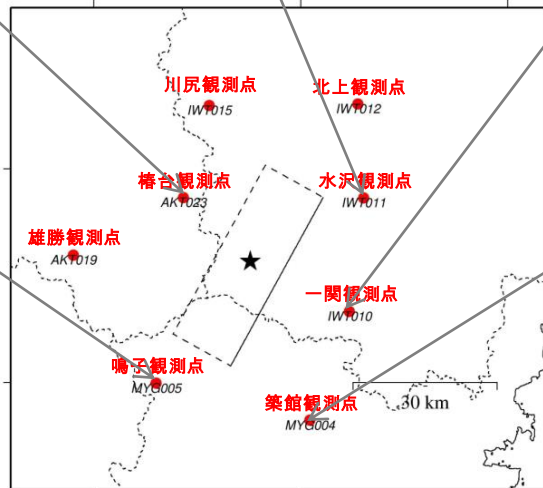 川尻観測点
IWT015
北上観測点
IWT012
椿台観測点
AKT023
水沢観測点
IWT011
雄勝観測点
AKT019
一関観測点
IWT010
鳴子観測点
MYG005
30 km
築館観測点
MYG004